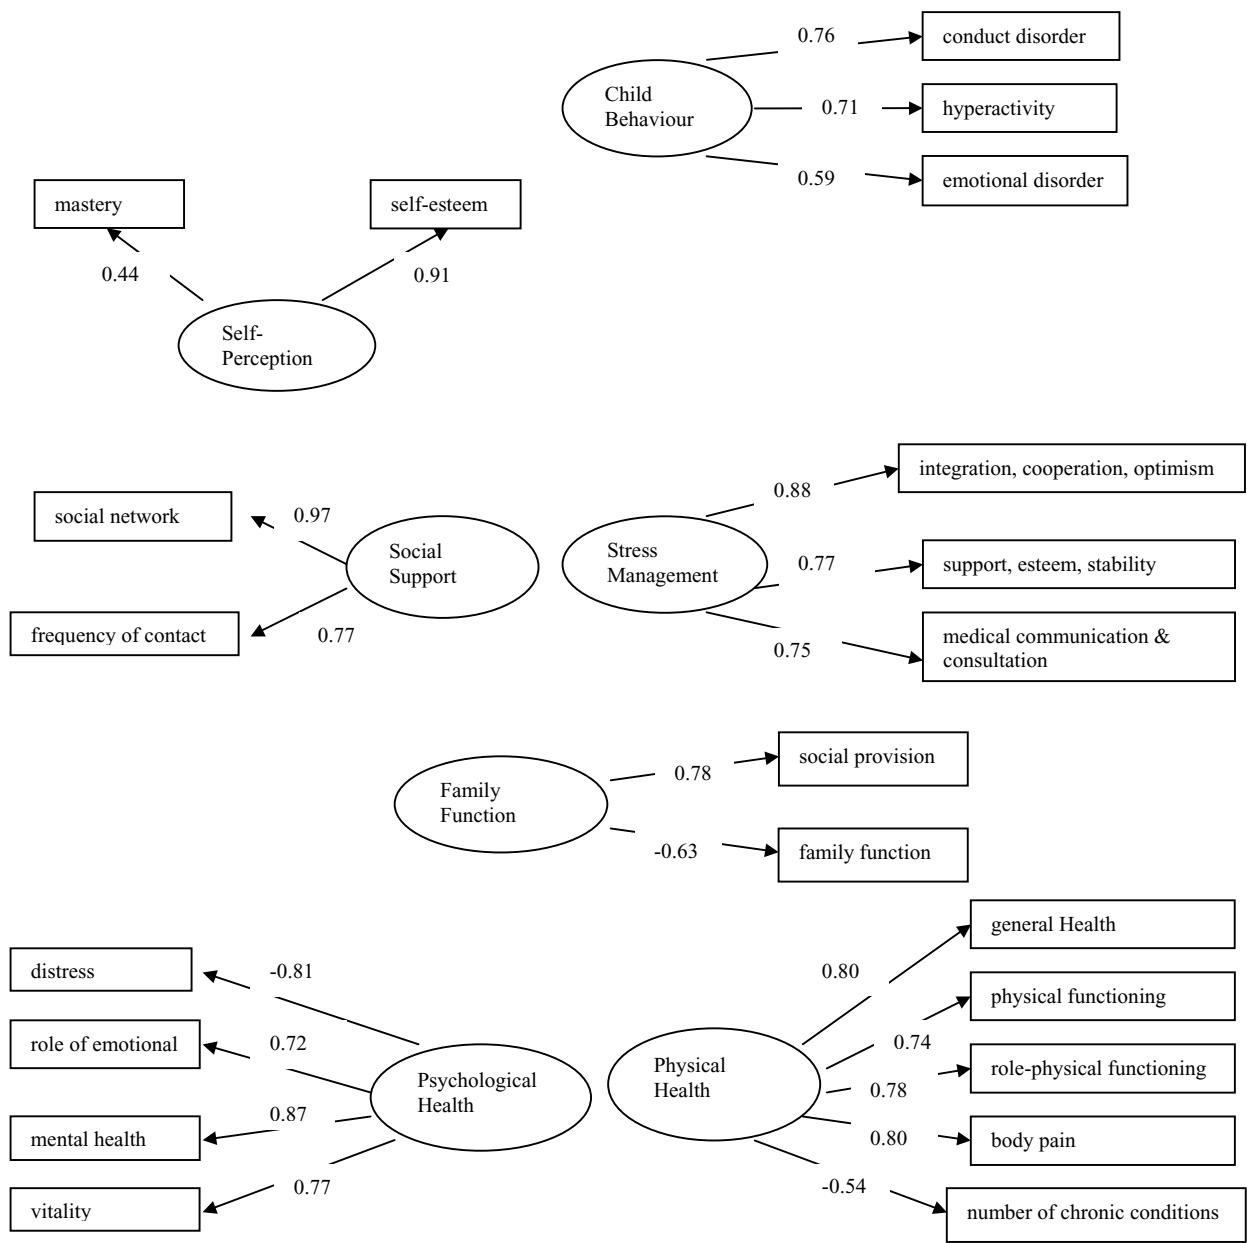 0.76
conduct disorder
Child
Behaviour
0.71
hyperactivity
0.59
emotional disorder
mastery
self-esteem
0.44
0.91
Self-
Perception
integration, cooperation, optimism
0.88
social network
0.97
Social
Support
Stress
Management
0.77
support, esteem, stability
frequency of contact
0.77
0.75
medical communication &
consultation
social provision
0.78
Family
Function
-0.63
family function
general Health
distress
-0.81
0.80
physical functioning
role of emotional
0.72
0.74
Psychological
Health
Physical
Health
role-physical functioning
0.78
mental health
0.87
0.80
body pain
vitality
0.77
-0.54
number of chronic conditions